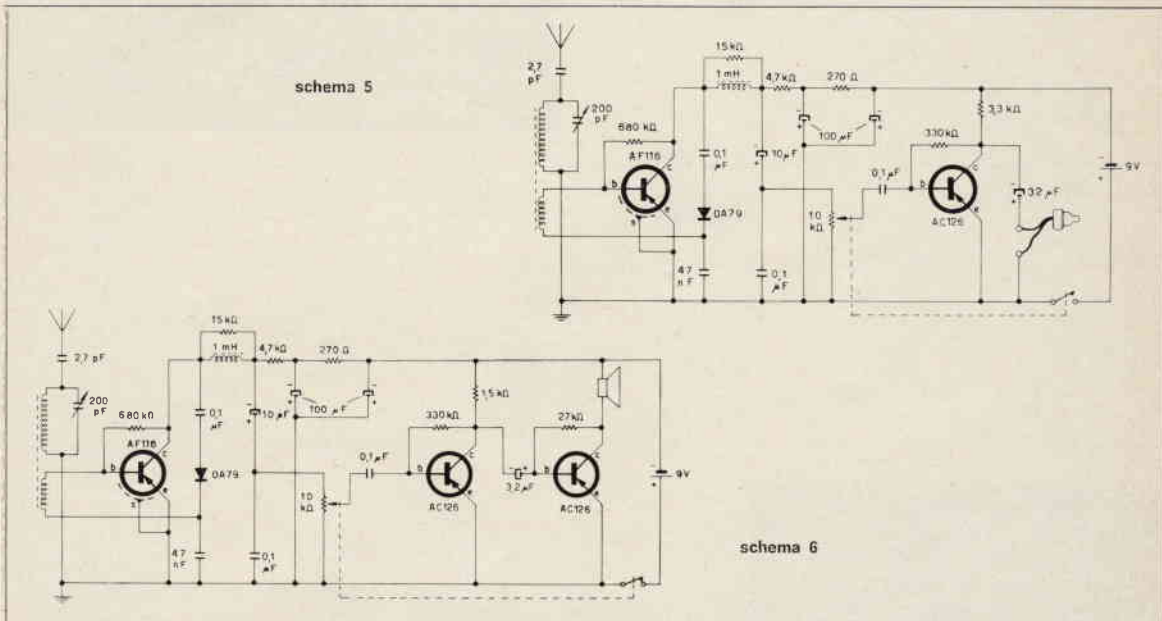 schema 5
2,7
pF
200
pF
680 kΩ
AF116
b
c
e
s
15 kΩ
1 mH
4,7 kΩ
270 Ω
0,1
µF
10 µF
100 µF
OA79
47
nF
0,1
µF
10
kΩ
0,1 µF
330 kΩ
b
c
e
AC126
3,3 kΩ
3,2 µF
9 V
schema 6
2,7 pF
200
pF
680 kΩ
AF116
b
c
e
s
15 kΩ
1 mH
4,7 kΩ
270 Ω
0,1
µF
10 µF
100 µF
OA79
47
nF
0,1
µF
10
kΩ
0,1 µF
330 kΩ
b
c
e
AC126
1,5 kΩ
3,2 µF
27 kΩ
b
c
e
AC126
9 V